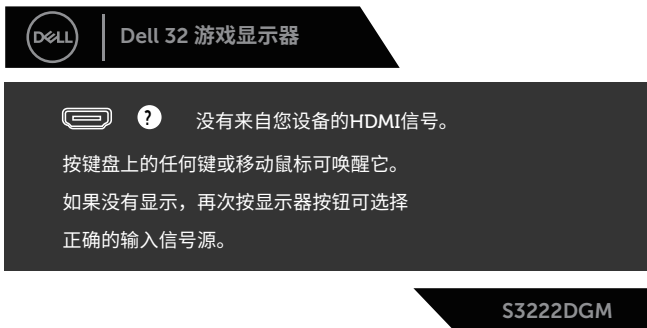 DELL
Dell 32 游戏显示器
? 没有来自您设备的HDMI信号。
按键盘上的任何键或移动鼠标可唤醒它。
如果没有显示，再次按显示器按钮可选择
正确的输入信号源。
S3222DGM